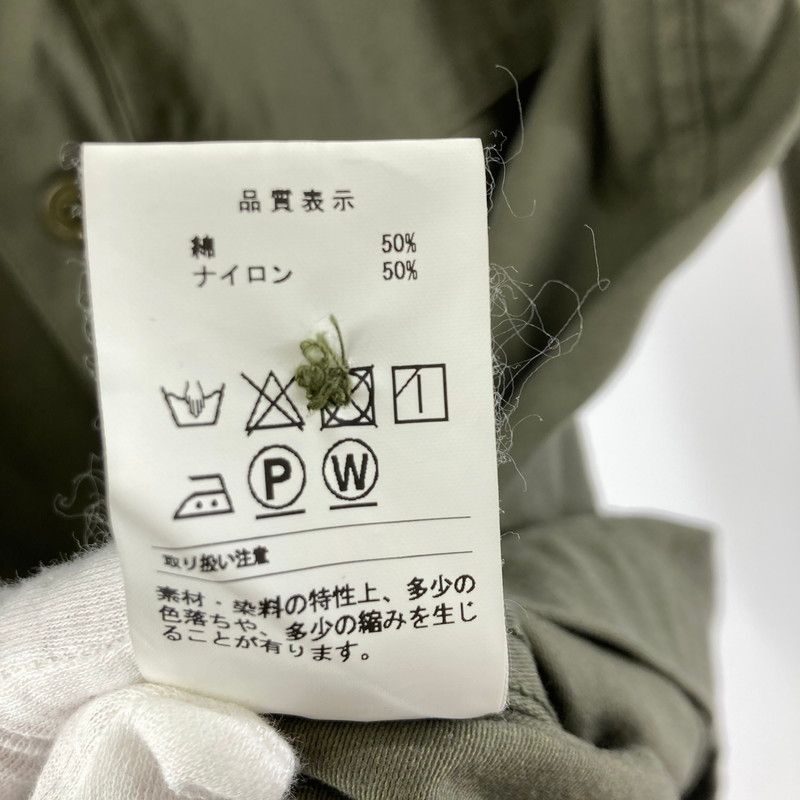 品質表示
綿 50%
ナイロン 50%
P W
取り扱い注意
素材・染料の特性上、多少の
色落ちや、多少の縮みを生じ
ることが有ります。